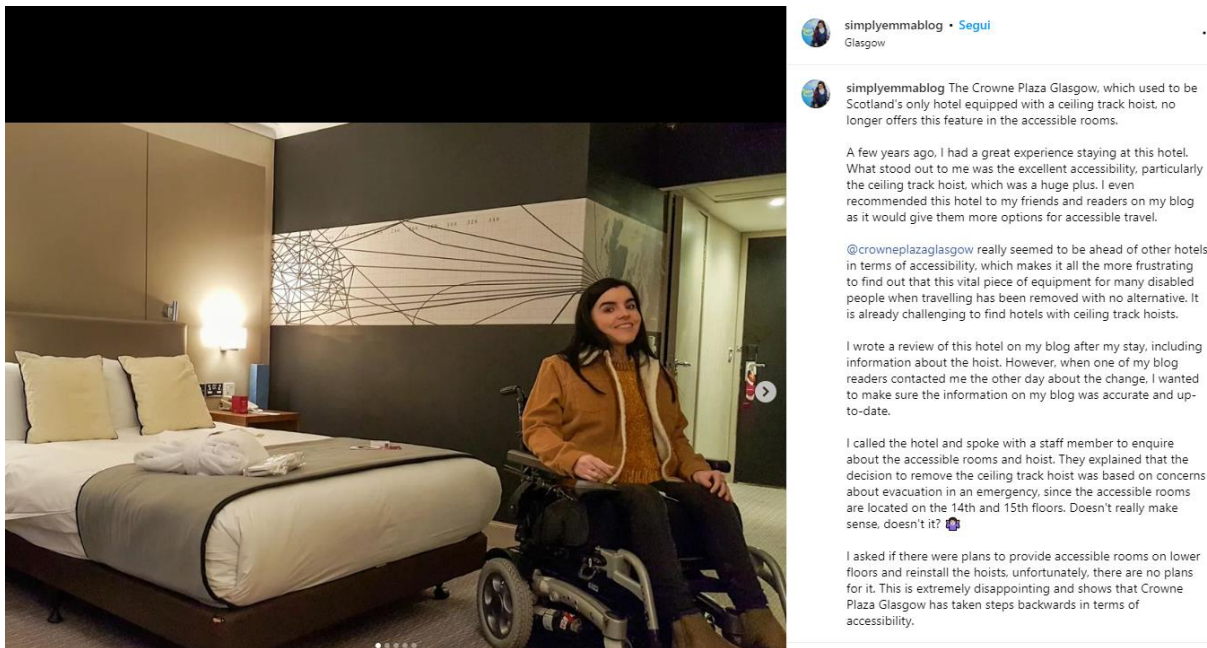 simplyemmablog • Segui
Glasgow
simplyemmablog The Crowne Plaza Glasgow, which used to be
Scotland's only hotel equipped with a ceiling track hoist, no
longer offers this feature in the accessible rooms.
A few years ago, I had a great experience staying at this hotel.
What stood out to me was the excellent accessibility, particularly
the ceiling track hoist, which was a huge plus. I even
recommended this hotel to my friends and readers on my blog
as it would give them more options for accessible travel.
@crowneplazaglasgow really seemed to be ahead of other hotels
in terms of accessibility, which makes it all the more frustrating
to find out that this vital piece of equipment for many disabled
people when travelling has been removed with no alternative. It
is already challenging to find hotels with ceiling track hoists.
I wrote a review of this hotel on my blog after my stay, including
information about the hoist. However, when one of my blog
readers contacted me the other day about the change, I wanted
to make sure the information on my blog was accurate and up-
to-date.
I called the hotel and spoke with a staff member to enquire
about the accessible rooms and hoist. They explained that the
decision to remove the ceiling track hoist was based on concerns
about evacuation in an emergency, since the accessible rooms
are located on the 14th and 15th floors. Doesn't really make
sense, doesn't it? 🤷🏻‍♀️
I asked if there were plans to provide accessible rooms on lower
floors and reinstall the hoists, unfortunately, there are no plans
for it. This is extremely disappointing and shows that Crowne
Plaza Glasgow has taken steps backwards in terms of
accessibility.